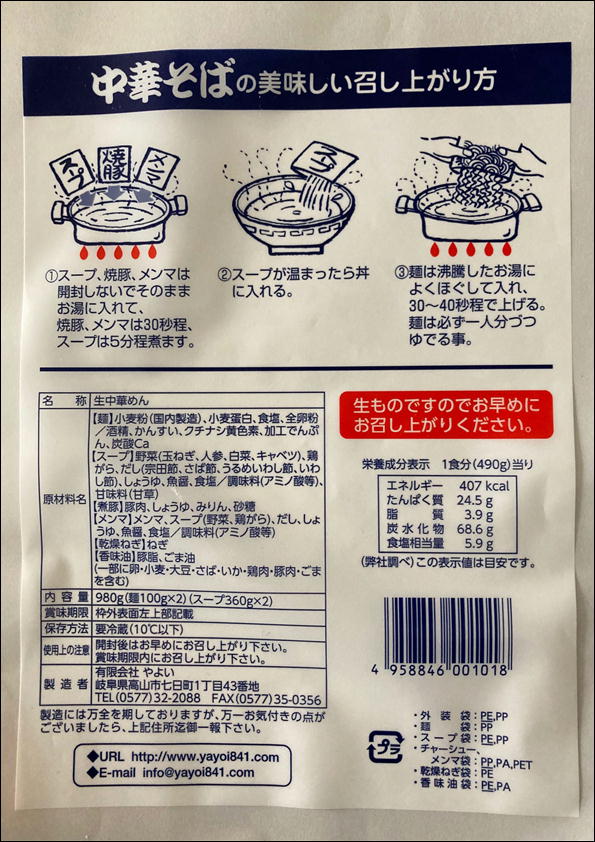 中華そばの美味しい召し上がり方
スープ
焼豚
メンマ
スープ
①スープ、焼豚、メンマは
開封しないでそのまま
お湯に入れて、
焼豚、メンマは30秒程、
スープは5分程煮ます。
②スープが温まったら丼
に入れる。
③麺は沸騰したお湯に
よくほぐして入れ、
30〜40秒程で上げる。
麺は必ず一人分づつ
ゆでる事。
名 称 生中華めん
原材料名
【麺】小麦粉(国内製造)、小麦蛋白、食塩、全卵粉
/酒精、かんすい、クチナシ黄色素、加工でんぷ
ん、炭酸Ca
【スープ】野菜(玉ねぎ、人参、白菜、キャベツ)、鶏
がら、だし(宗田節、さば節、うるめいわし節、いわ
し節)、しょうゆ、魚醤、食塩/調味料(アミノ酸等)、
甘味料(甘草)
【煮豚】豚肉、しょうゆ、みりん、砂糖
【メンマ】メンマ、スープ(野菜、鶏がら)、だし、しょ
うゆ、魚醤、食塩/調味料(アミノ酸等)
【乾燥ねぎ】ねぎ
【香味油】豚脂、ごま油
(一部に卵・小麦・大豆・さば・いか・鶏肉・豚肉・ごま
を含む)
内 容 量 980g(麺100g×2)(スープ360g×2)
賞味期限 枠外表面左上部記載
保存方法 要冷蔵(10℃以下)
使用上の注意 開封後はお早めにお召し上がり下さい。
賞味期限内にお召し上がり下さい。
製 造 者 有限会社 やよい
岐阜県高山市七日町1丁目43番地
TEL(0577)32-2088 FAX(0577)35-0356
製造には万全を期しておりますが、万一お気付きの点が
ございましたら、上記住所迄御一報下さい。
◆URL http://www.yayoi841.com
◆E-mail info@yayoi841.com
生ものですのでお早めに
お召し上がりください。
栄養成分表示 1食分(490g)当り
エネルギー 407 kcal
たんぱく質 24.5 g
脂 質 3.9 g
炭水化物 68.6 g
食塩相当量 5.9 g
(弊社調べ)この表示値は目安です。
4 958846 001018
プラ
・外 装 袋:PE,PP
・麺 袋:PP
・スープ袋:PE,PP
・チャーシュー、
メンマ袋:PP,PA,PET
・乾燥ねぎ袋:PE
・香味油袋:PE,PA